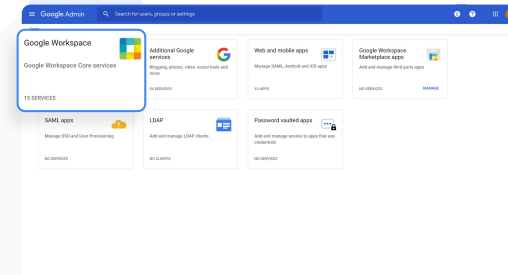 Google Admin
Search for users, groups or settings
Google Workspace
Google Workspace Core services
15 SERVICES
Additional Google
services
Blogging, photos, video, social tools and
more
Web and mobile apps
Manage SAML, Android and iOS apps
10 APPS
Google Workspace
Marketplace apps
Add and manage third party apps
NO SERVICES
MANAGE
SAML apps
Manage SSO and User Provisioning
NO SERVICES
LDAP
Add and manage LDAP clients
NO CLIENTS
Password vaulted apps
Add and manage access to apps that use
credentials
NO SERVICES